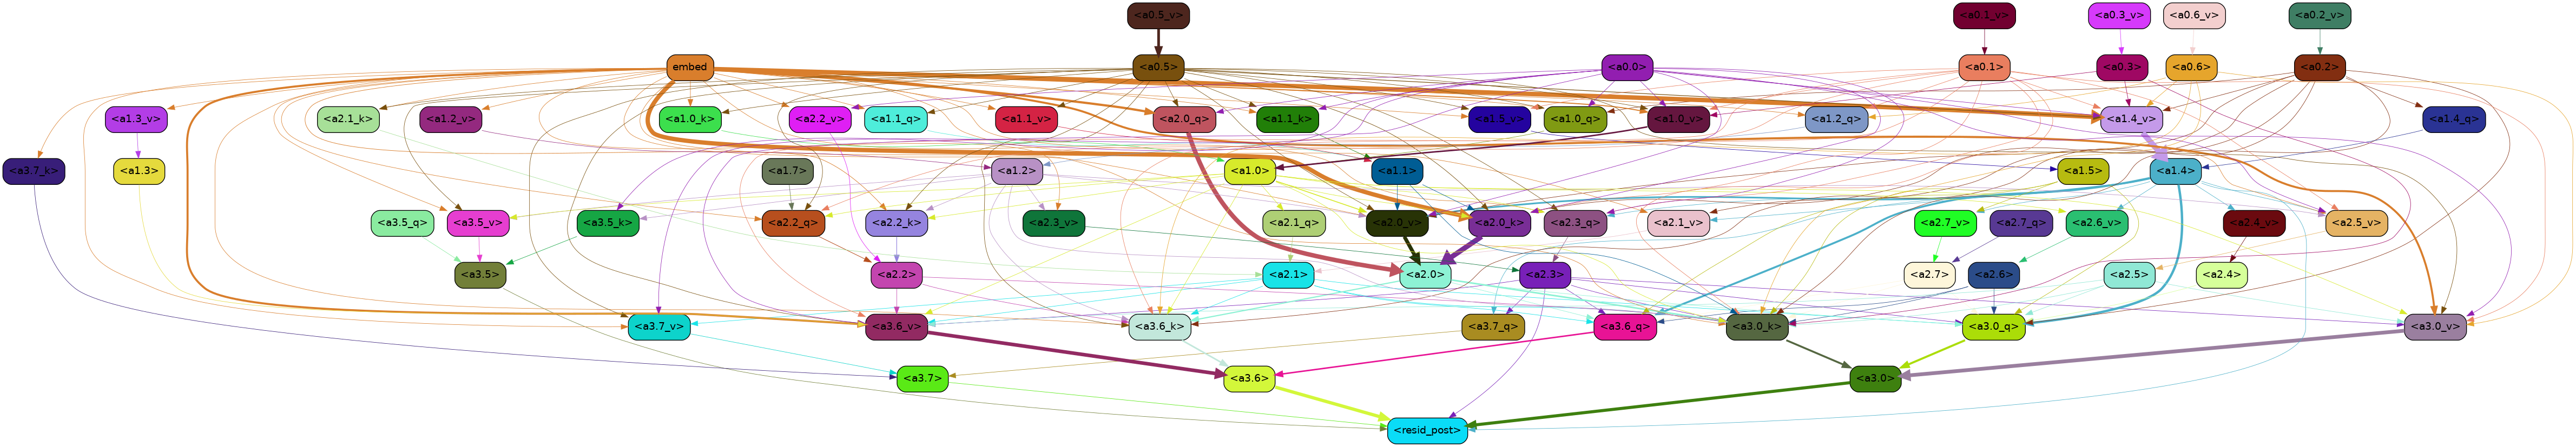 <a0.5_v> <a0.1_v> <a0.3_v> <a0.6_v> <a0.2_v>
embed <a0.5> <a0.0> <a0.1> <a0.3> <a0.6> <a0.2>
<a1.3_v> <a2.1_k> <a1.2_v> <a1.0_k> <a2.2_v> <a1.1_q> <a1.1_v> <a2.0_q> <a1.1_k> <a1.5_v> <a1.0_q> <a1.0_v> <a1.2_q> <a1.4_v> <a1.4_q>
<a3.7_k> <a1.3> <a1.7> <a1.2> <a1.0> <a1.1> <a1.5> <a1.4>
<a3.5_q> <a3.5_v> <a3.5_k> <a2.2_q> <a2.2_k> <a2.3_v> <a2.1_q> <a2.0_v> <a2.0_k> <a2.3_q> <a2.1_v> <a2.7_v> <a2.7_q> <a2.6_v> <a2.4_v> <a2.5_v>
<a3.5> <a2.2> <a2.1> <a2.0> <a2.3> <a2.7> <a2.6> <a2.5> <a2.4>
<a3.7_v> <a3.6_v> <a3.6_k> <a3.7_q> <a3.6_q> <a3.0_k> <a3.0_q> <a3.0_v>
<a3.7> <a3.6> <a3.0>
<resid_post>